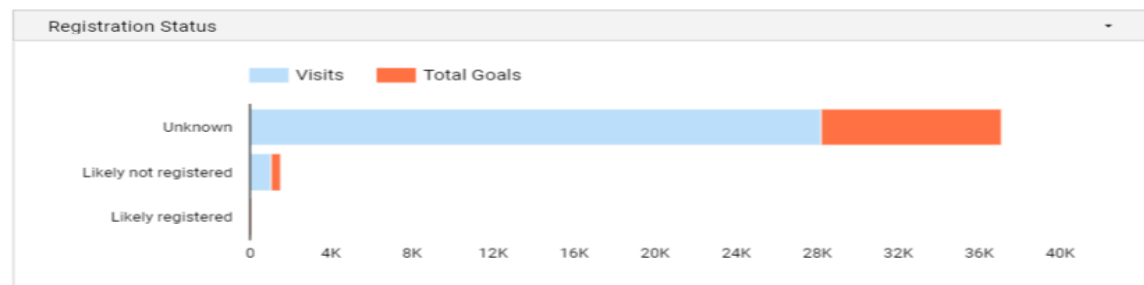 Registration Status
Visits Total Goals
Unknown
Likely not registered
Likely registered
0 4K 8K 12K 16K 20K 24K 28K 32K 36K 40K